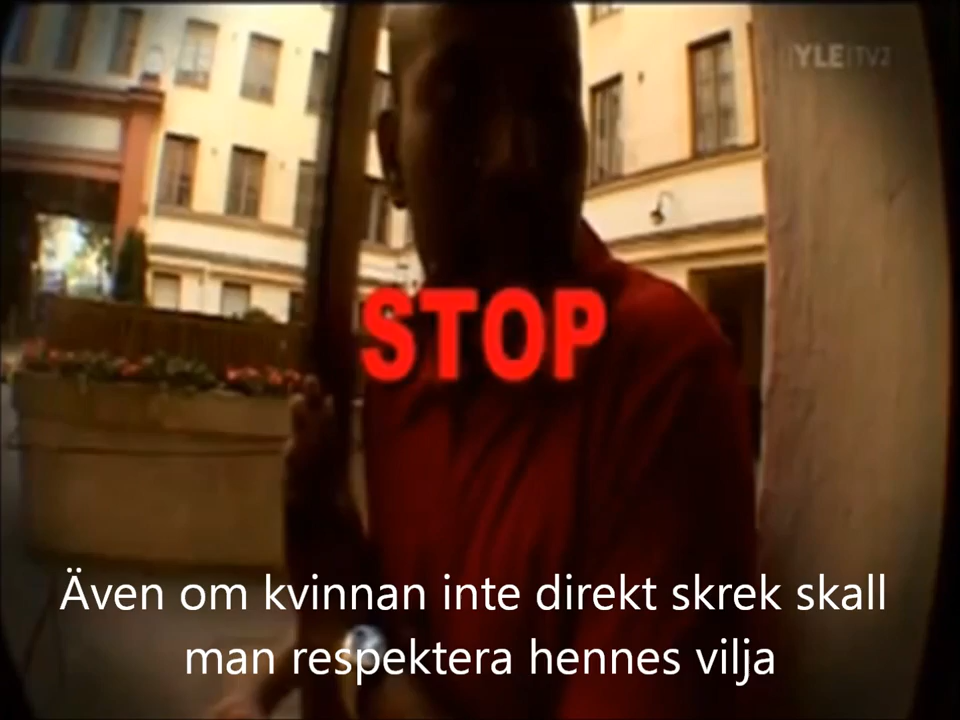 YLE TV2
STOP
Även om kvinnan inte direkt skrek skall
man respektera hennes vilja